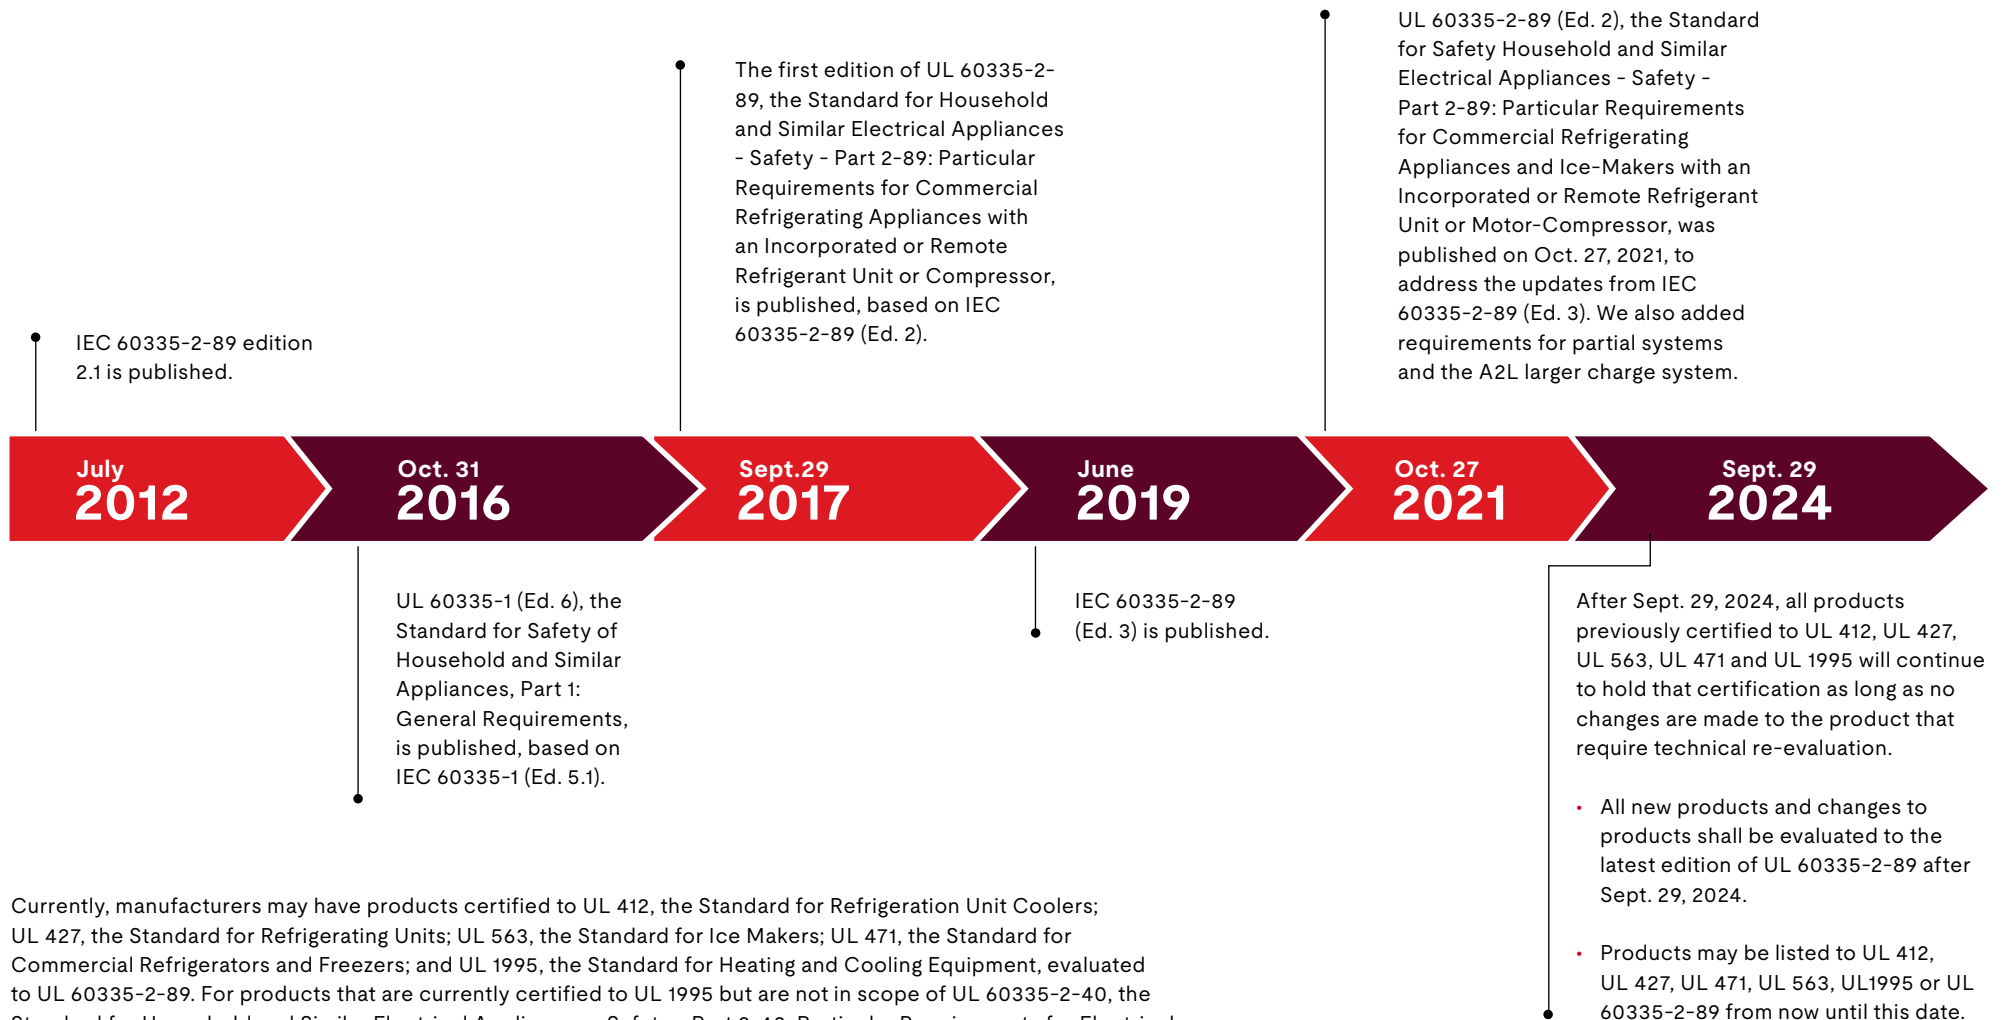 IEC 60335-2-89 edition
2.1 is published.
The first edition of UL 60335-2-
89, the Standard for Household
and Similar Electrical Appliances
- Safety - Part 2-89: Particular
Requirements for Commercial
Refrigerating Appliances with
an Incorporated or Remote
Refrigerant Unit or Compressor,
is published, based on IEC
60335-2-89 (Ed. 2).
UL 60335-2-89 (Ed. 2), the Standard
for Safety Household and Similar
Electrical Appliances - Safety -
Part 2-89: Particular Requirements
for Commercial Refrigerating
Appliances and Ice-Makers with an
Incorporated or Remote Refrigerant
Unit or Motor-Compressor, was
published on Oct. 27, 2021, to
address the updates from IEC
60335-2-89 (Ed. 3). We also added
requirements for partial systems
and the A2L larger charge system.
July
2012
Oct. 31
2016
Sept.29
2017
June
2019
Oct. 27
2021
Sept. 29
2024
UL 60335-1 (Ed. 6), the
Standard for Safety of
Household and Similar
Appliances, Part 1:
General Requirements,
is published, based on
IEC 60335-1 (Ed. 5.1).
IEC 60335-2-89
(Ed. 3) is published.
After Sept. 29, 2024, all products
previously certified to UL 412, UL 427,
UL 563, UL 471 and UL 1995 will continue
to hold that certification as long as no
changes are made to the product that
require technical re-evaluation.
• All new products and changes to
products shall be evaluated to the
latest edition of UL 60335-2-89 after
Sept. 29, 2024.
• Products may be listed to UL 412,
UL 427, UL 471, UL 563, UL1995 or UL
60335-2-89 from now until this date.
Currently, manufacturers may have products certified to UL 412, the Standard for Refrigeration Unit Coolers;
UL 427, the Standard for Refrigerating Units; UL 563, the Standard for Ice Makers; UL 471, the Standard for
Commercial Refrigerators and Freezers; and UL 1995, the Standard for Heating and Cooling Equipment, evaluated
to UL 60335-2-89. For products that are currently certified to UL 1995 but are not in scope of UL 60335-2-40, the
Standard for Household and Similar Electrical Appliances - Safety - Part 2-40: Particular Requirements for Electrical